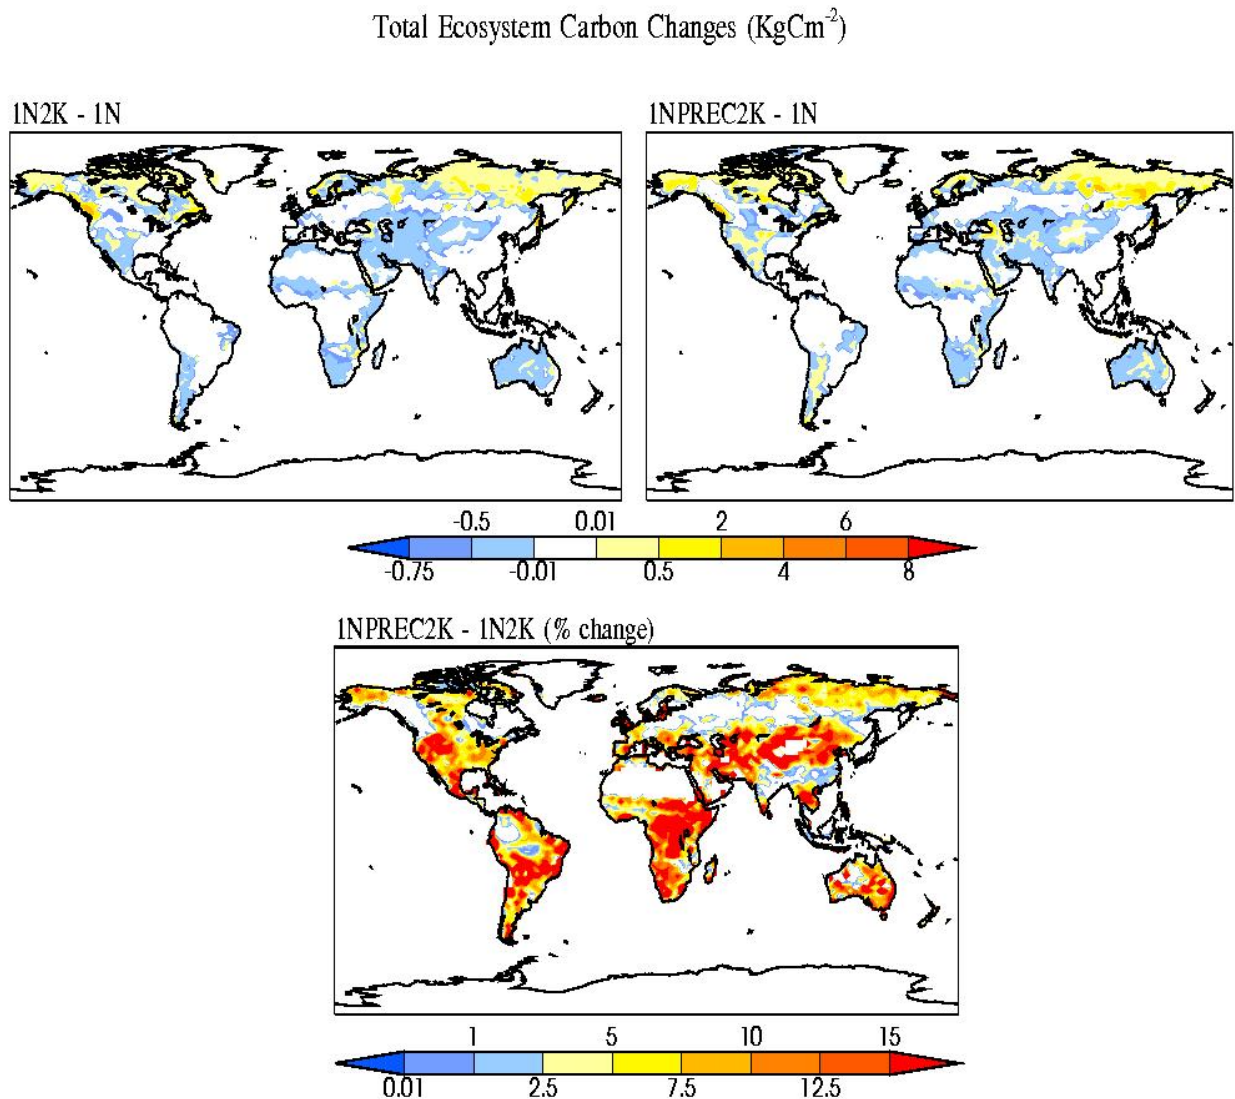 Total Ecosystem Carbon Changes (KgCm⁻²)
1N2K - 1N
1NPREC2K - 1N
-0.5 0.01 2 6
-0.75 -0.01 0.5 4 8
1NPREC2K - 1N2K (% change)
1 5 10 15
0.01 2.5 7.5 12.5